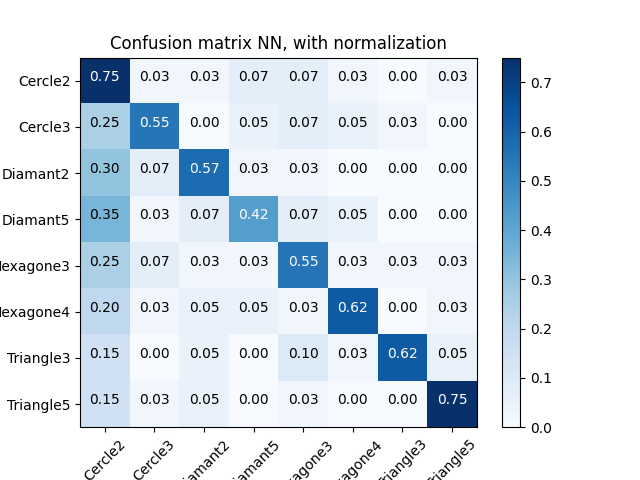 Confusion matrix NN, with normalization
Cercle2 0.75 0.03 0.03 0.07 0.07 0.03 0.00 0.03
Cercle3 0.25 0.55 0.00 0.05 0.07 0.05 0.03 0.00
Diamant2 0.30 0.07 0.57 0.03 0.03 0.00 0.00 0.00
Diamant5 0.35 0.03 0.07 0.42 0.07 0.05 0.00 0.00
exagone3 0.25 0.07 0.03 0.03 0.55 0.03 0.03 0.03
exagone4 0.20 0.03 0.05 0.05 0.03 0.62 0.00 0.03
Triangle3 0.15 0.00 0.05 0.00 0.10 0.03 0.62 0.05
Triangle5 0.15 0.03 0.05 0.00 0.03 0.00 0.00 0.75
Cercle2 Cercle3 iamant2 iamant5 agone3 agone4 riangle3 riangle5
0.7
0.6
0.5
0.4
0.3
0.2
0.1
0.0